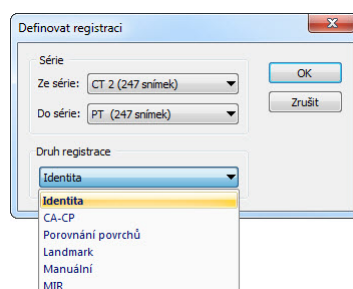 Definovat registraci
Série
Ze série: CT 2 (247 snímek)
OK
Do série: PT (247 snímek)
Zrušit
Druh registrace
Identita
Identita
CA-CP
Porovnání povrchů
Landmark
Manuální
MIR